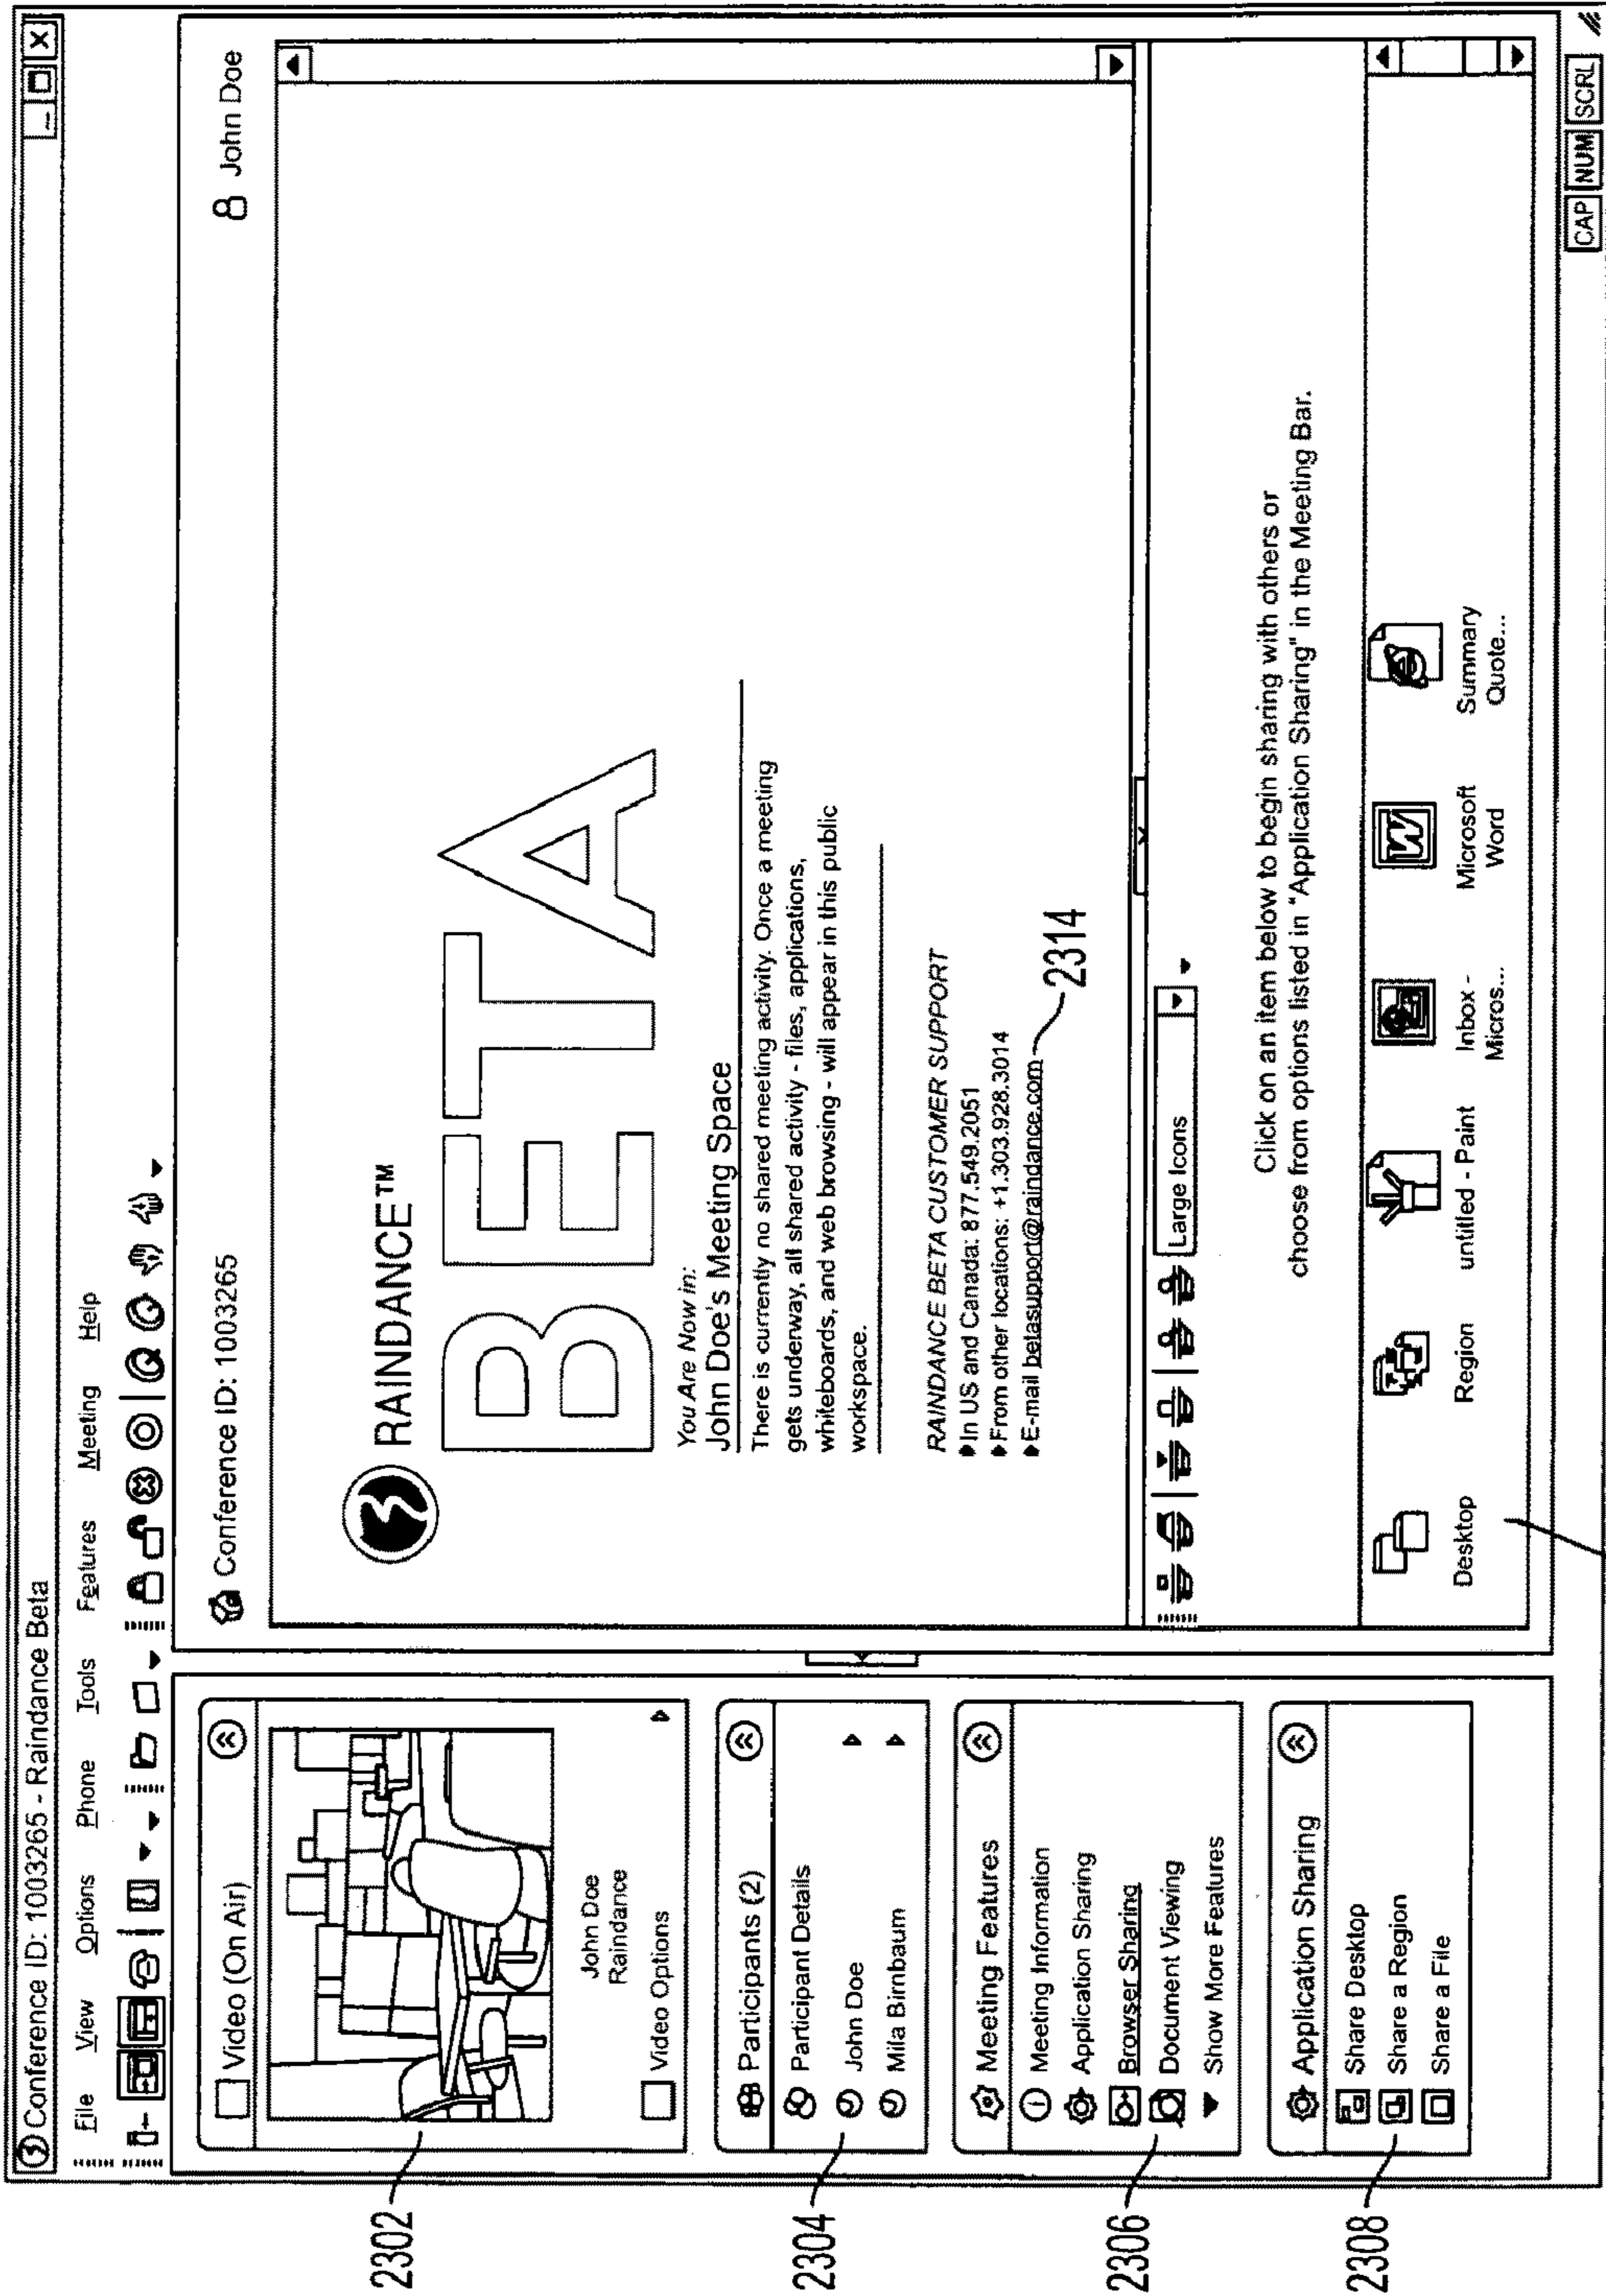 Conference ID: 1003265 - Raindance Beta
File View Options Phone Tools Features Meeting Help
Video (On Air)
John Doe
Raindance
Video Options
Participants (2)
Participant Details
John Doe
Mila Birnbaum
Meeting Features
Meeting Information
Application Sharing
Browser Sharing
Document Viewing
Show More Features
Application Sharing
Share Desktop
Share a Region
Share a File
2302
2304
2306
2308
Conference ID: 1003265
John Doe
RAINDANCE™
BETA
You Are Now in:
John Doe's Meeting Space
There is currently no shared meeting activity. Once a meeting
gets underway, all shared activity - files, applications,
whiteboards, and web browsing - will appear in this public
workspace.
RAINDANCE BETA CUSTOMER SUPPORT
In US and Canada: 877.549.2051
From other locations: +1.303.928.3014
E-mail betasupport@raindance.com
2314
Large Icons
Click on an item below to begin sharing with others or
choose from options listed in "Application Sharing" in the Meeting Bar.
Desktop
Region
untitled - Paint
Inbox -
Micros...
Microsoft
Word
Summary
Quote...
CAP NUM SCRL